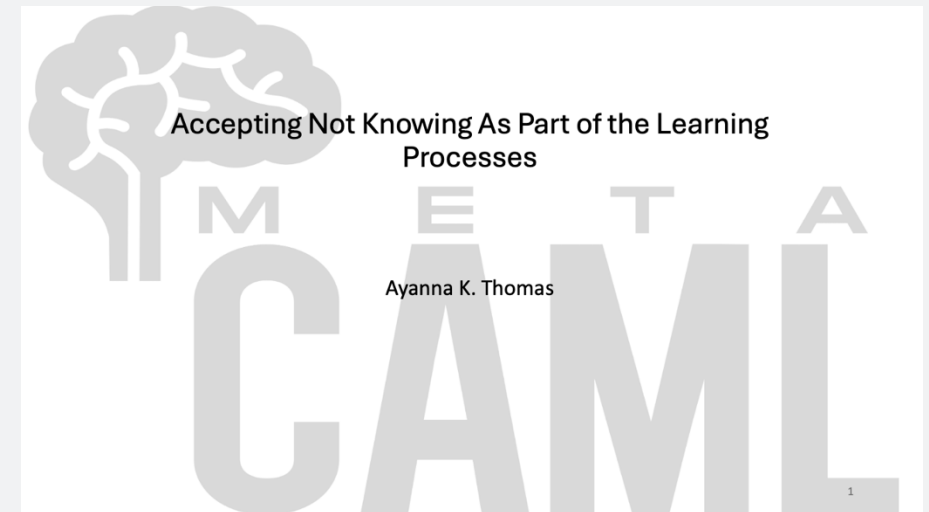 Accepting Not Knowing As Part of the Learning
Processes
M E T A
CAML
Ayanna K. Thomas
1